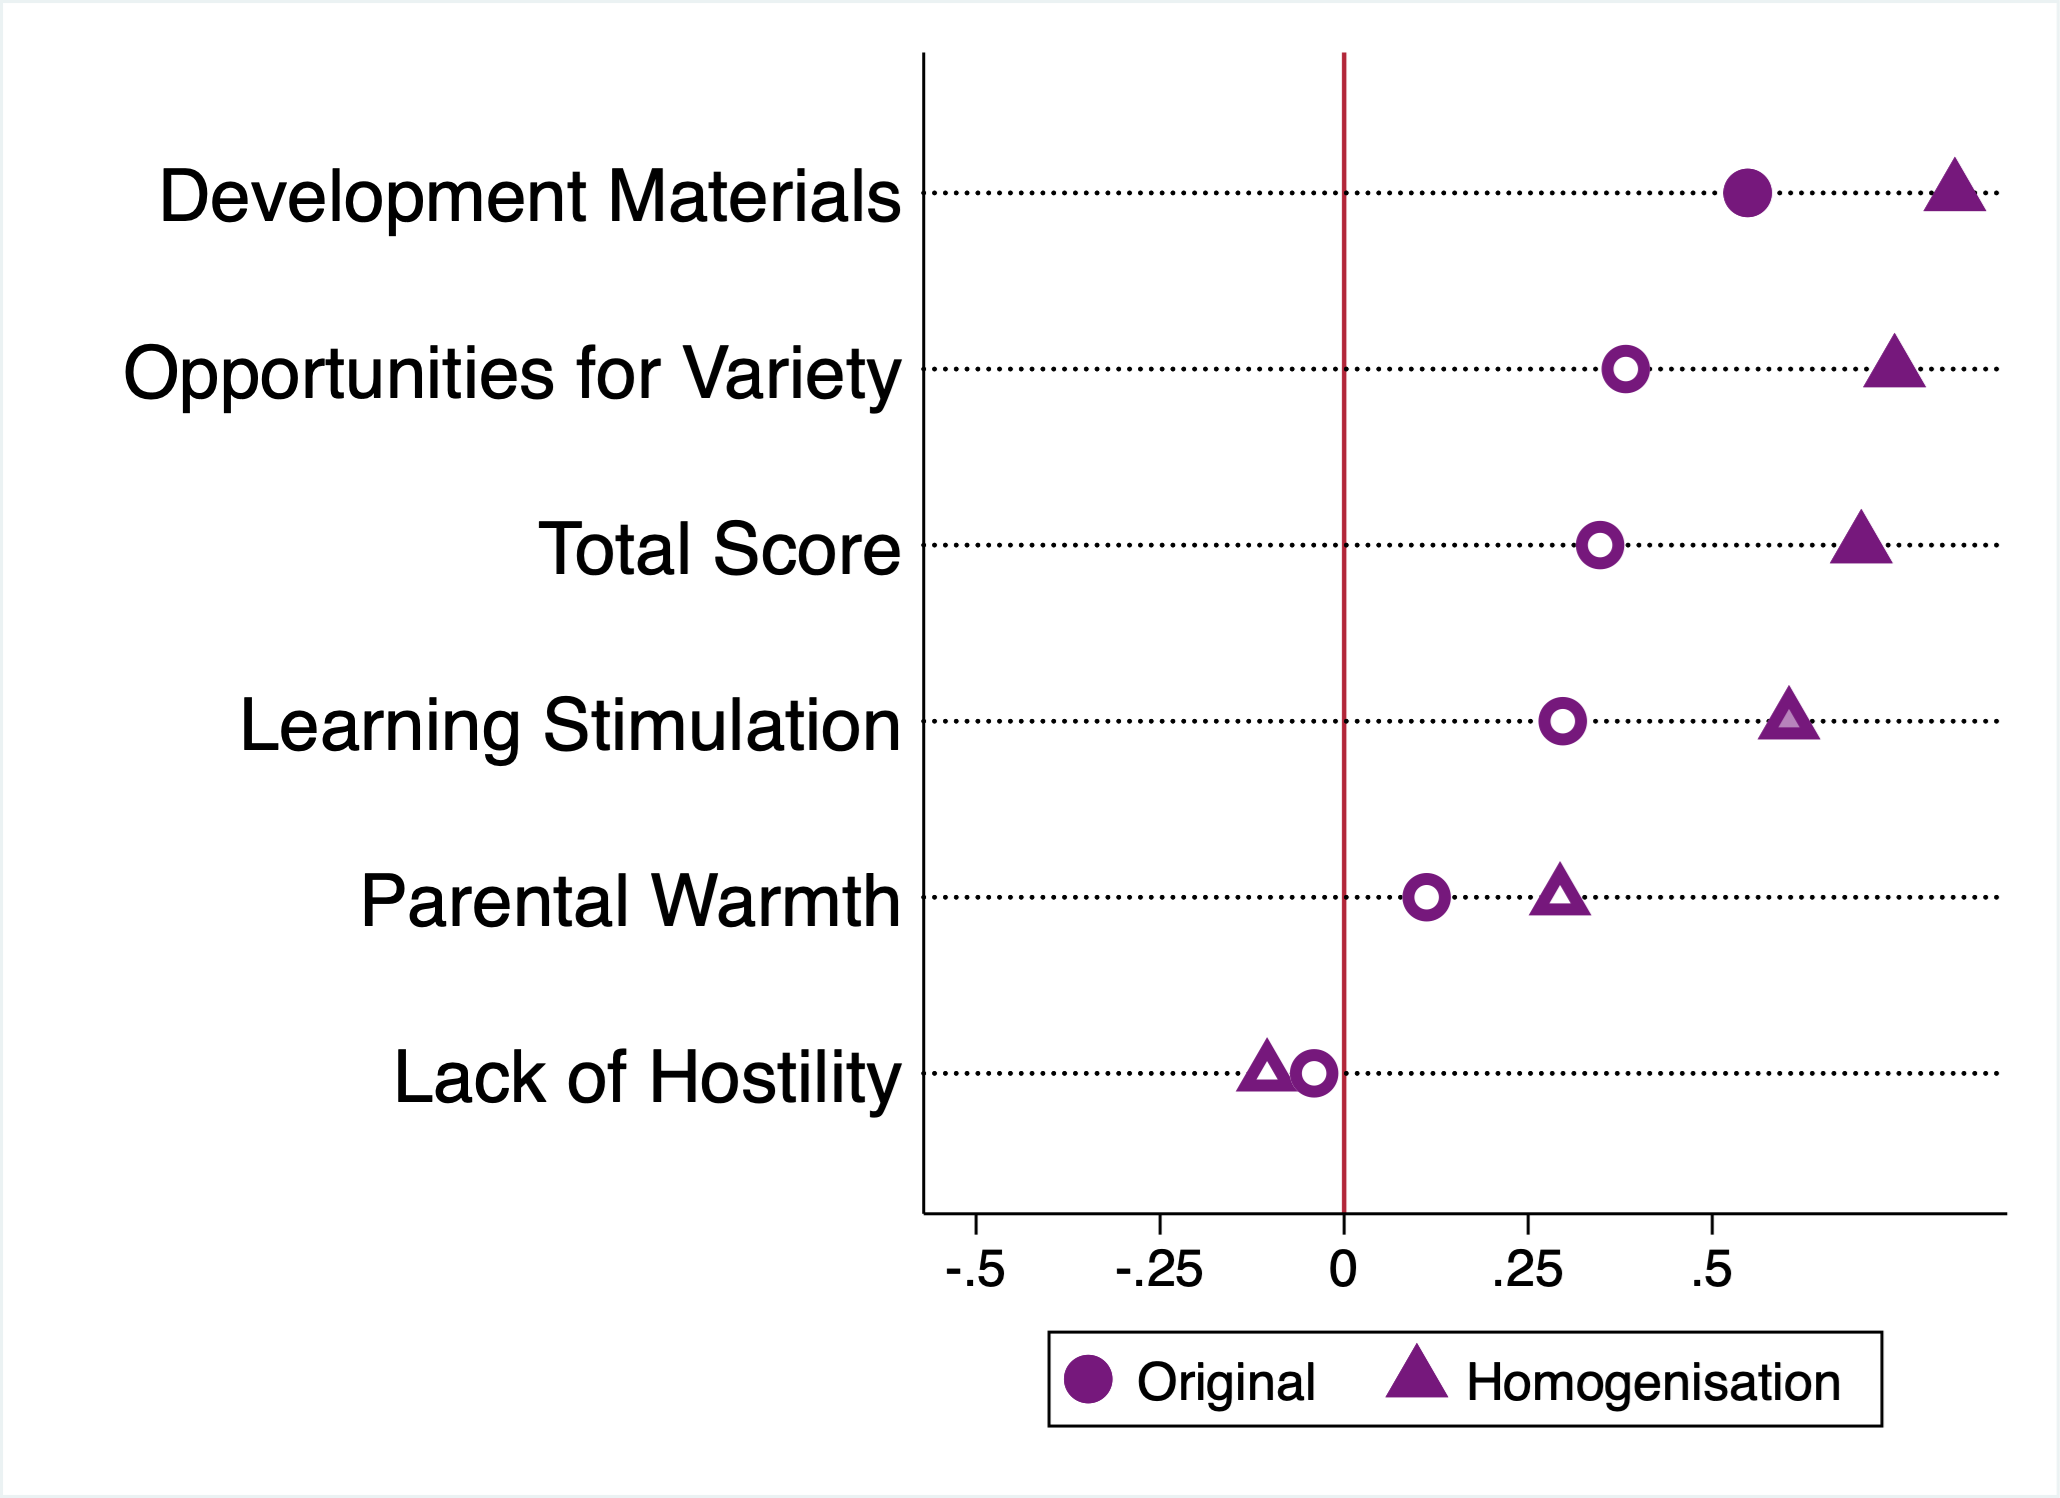 Development Materials
Opportunities for Variety
Total Score
Learning Stimulation
Parental Warmth
Lack of Hostility
-.5 -.25 0 .25 .5
Original Homogenisation